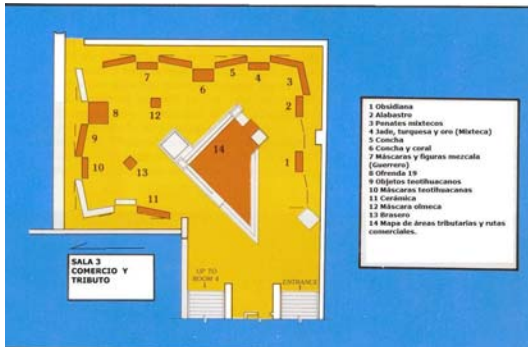 7
6
5
4
3
2
8
12
9
14
1
10
13
11
SALA 3
COMERCIO Y
TRIBUTO
UP TO
ROOM 4
ENTRANCE
1 Obsidiana
2 Alabastro
3 Penates mixtecos
4 Jade, turquesa y oro (Mixteca)
5 Concha
6 Concha y coral
7 Máscaras y figuras mezcala
(Guerrero)
8 Ofrenda 19
9 Objetos teotihuacanos
10 Máscaras teotihuacanas
11 Cerámica
12 Máscara olmeca
13 Brasero
14 Mapa de áreas tributarias y rutas
comerciales.